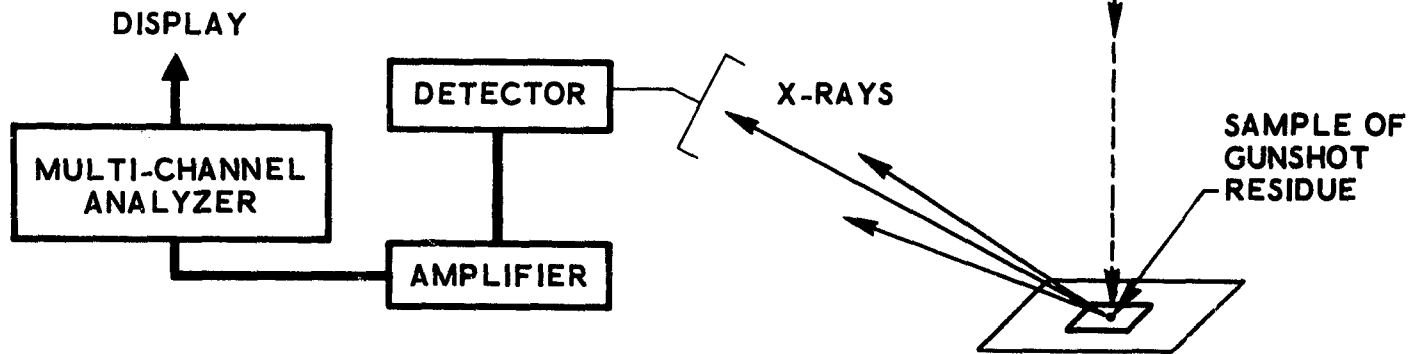 DISPLAY
DETECTOR
X-RAYS
SAMPLE OF
GUNSHOT
RESIDUE
MULTI-CHANNEL
ANALYZER
AMPLIFIER